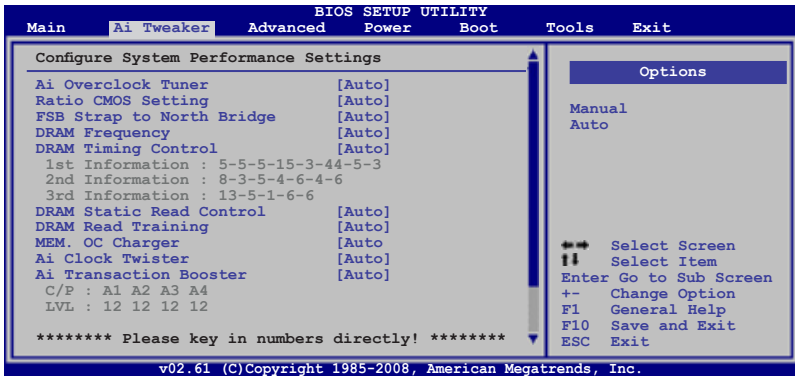 BIOS SETUP UTILITY
Main Ai Tweaker Advanced Power Boot Tools Exit
Configure System Performance Settings
Ai Overclock Tuner [Auto]
Ratio CMOS Setting [Auto]
FSB Strap to North Bridge [Auto]
DRAM Frequency [Auto]
DRAM Timing Control [Auto]
1st Information : 5-5-5-15-3-44-5-3
2nd Information : 8-3-5-4-6-4-6
3rd Information : 13-5-1-6-6
DRAM Static Read Control [Auto]
DRAM Read Training [Auto]
MEM. OC Charger [Auto
Ai Clock Twister [Auto]
Ai Transaction Booster [Auto]
C/P : A1 A2 A3 A4
LVL : 12 12 12 12
******** Please key in numbers directly! ********
Options
Manual
Auto
Select Screen
Select Item
Enter Go to Sub Screen
+- Change Option
F1 General Help
F10 Save and Exit
ESC Exit
v02.61 (C)Copyright 1985-2008, American Megatrends, Inc.